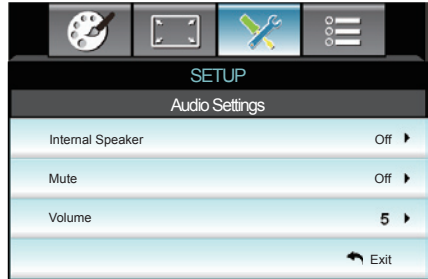 SETUP
Audio Settings
Internal Speaker Off
Mute Off
Volume 5
Exit